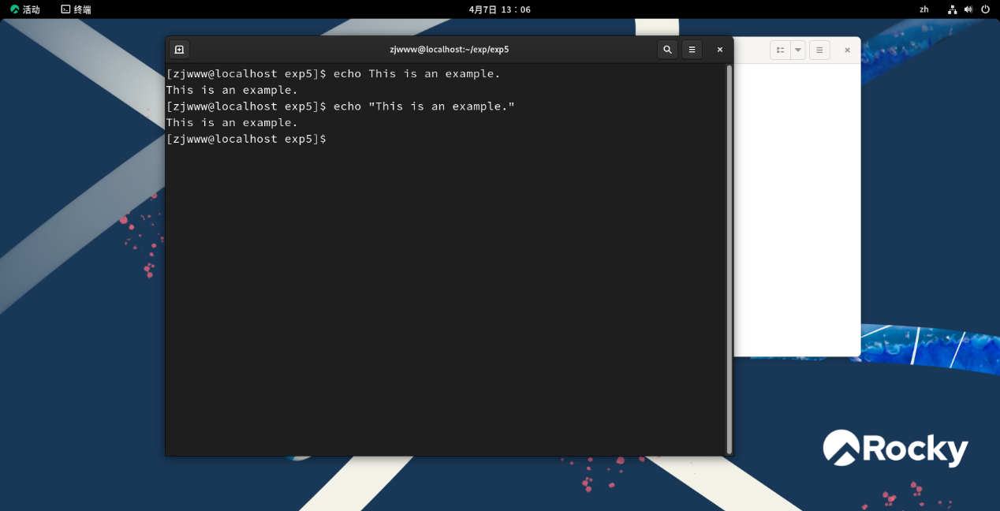 活动 终端 4月7日 13：06 zh
zjwww@localhost:~/exp/exp5
[zjwww@localhost exp5]$ echo This is an example.
This is an example.
[zjwww@localhost exp5]$ echo "This is an example."
This is an example.
[zjwww@localhost exp5]$
Rocky